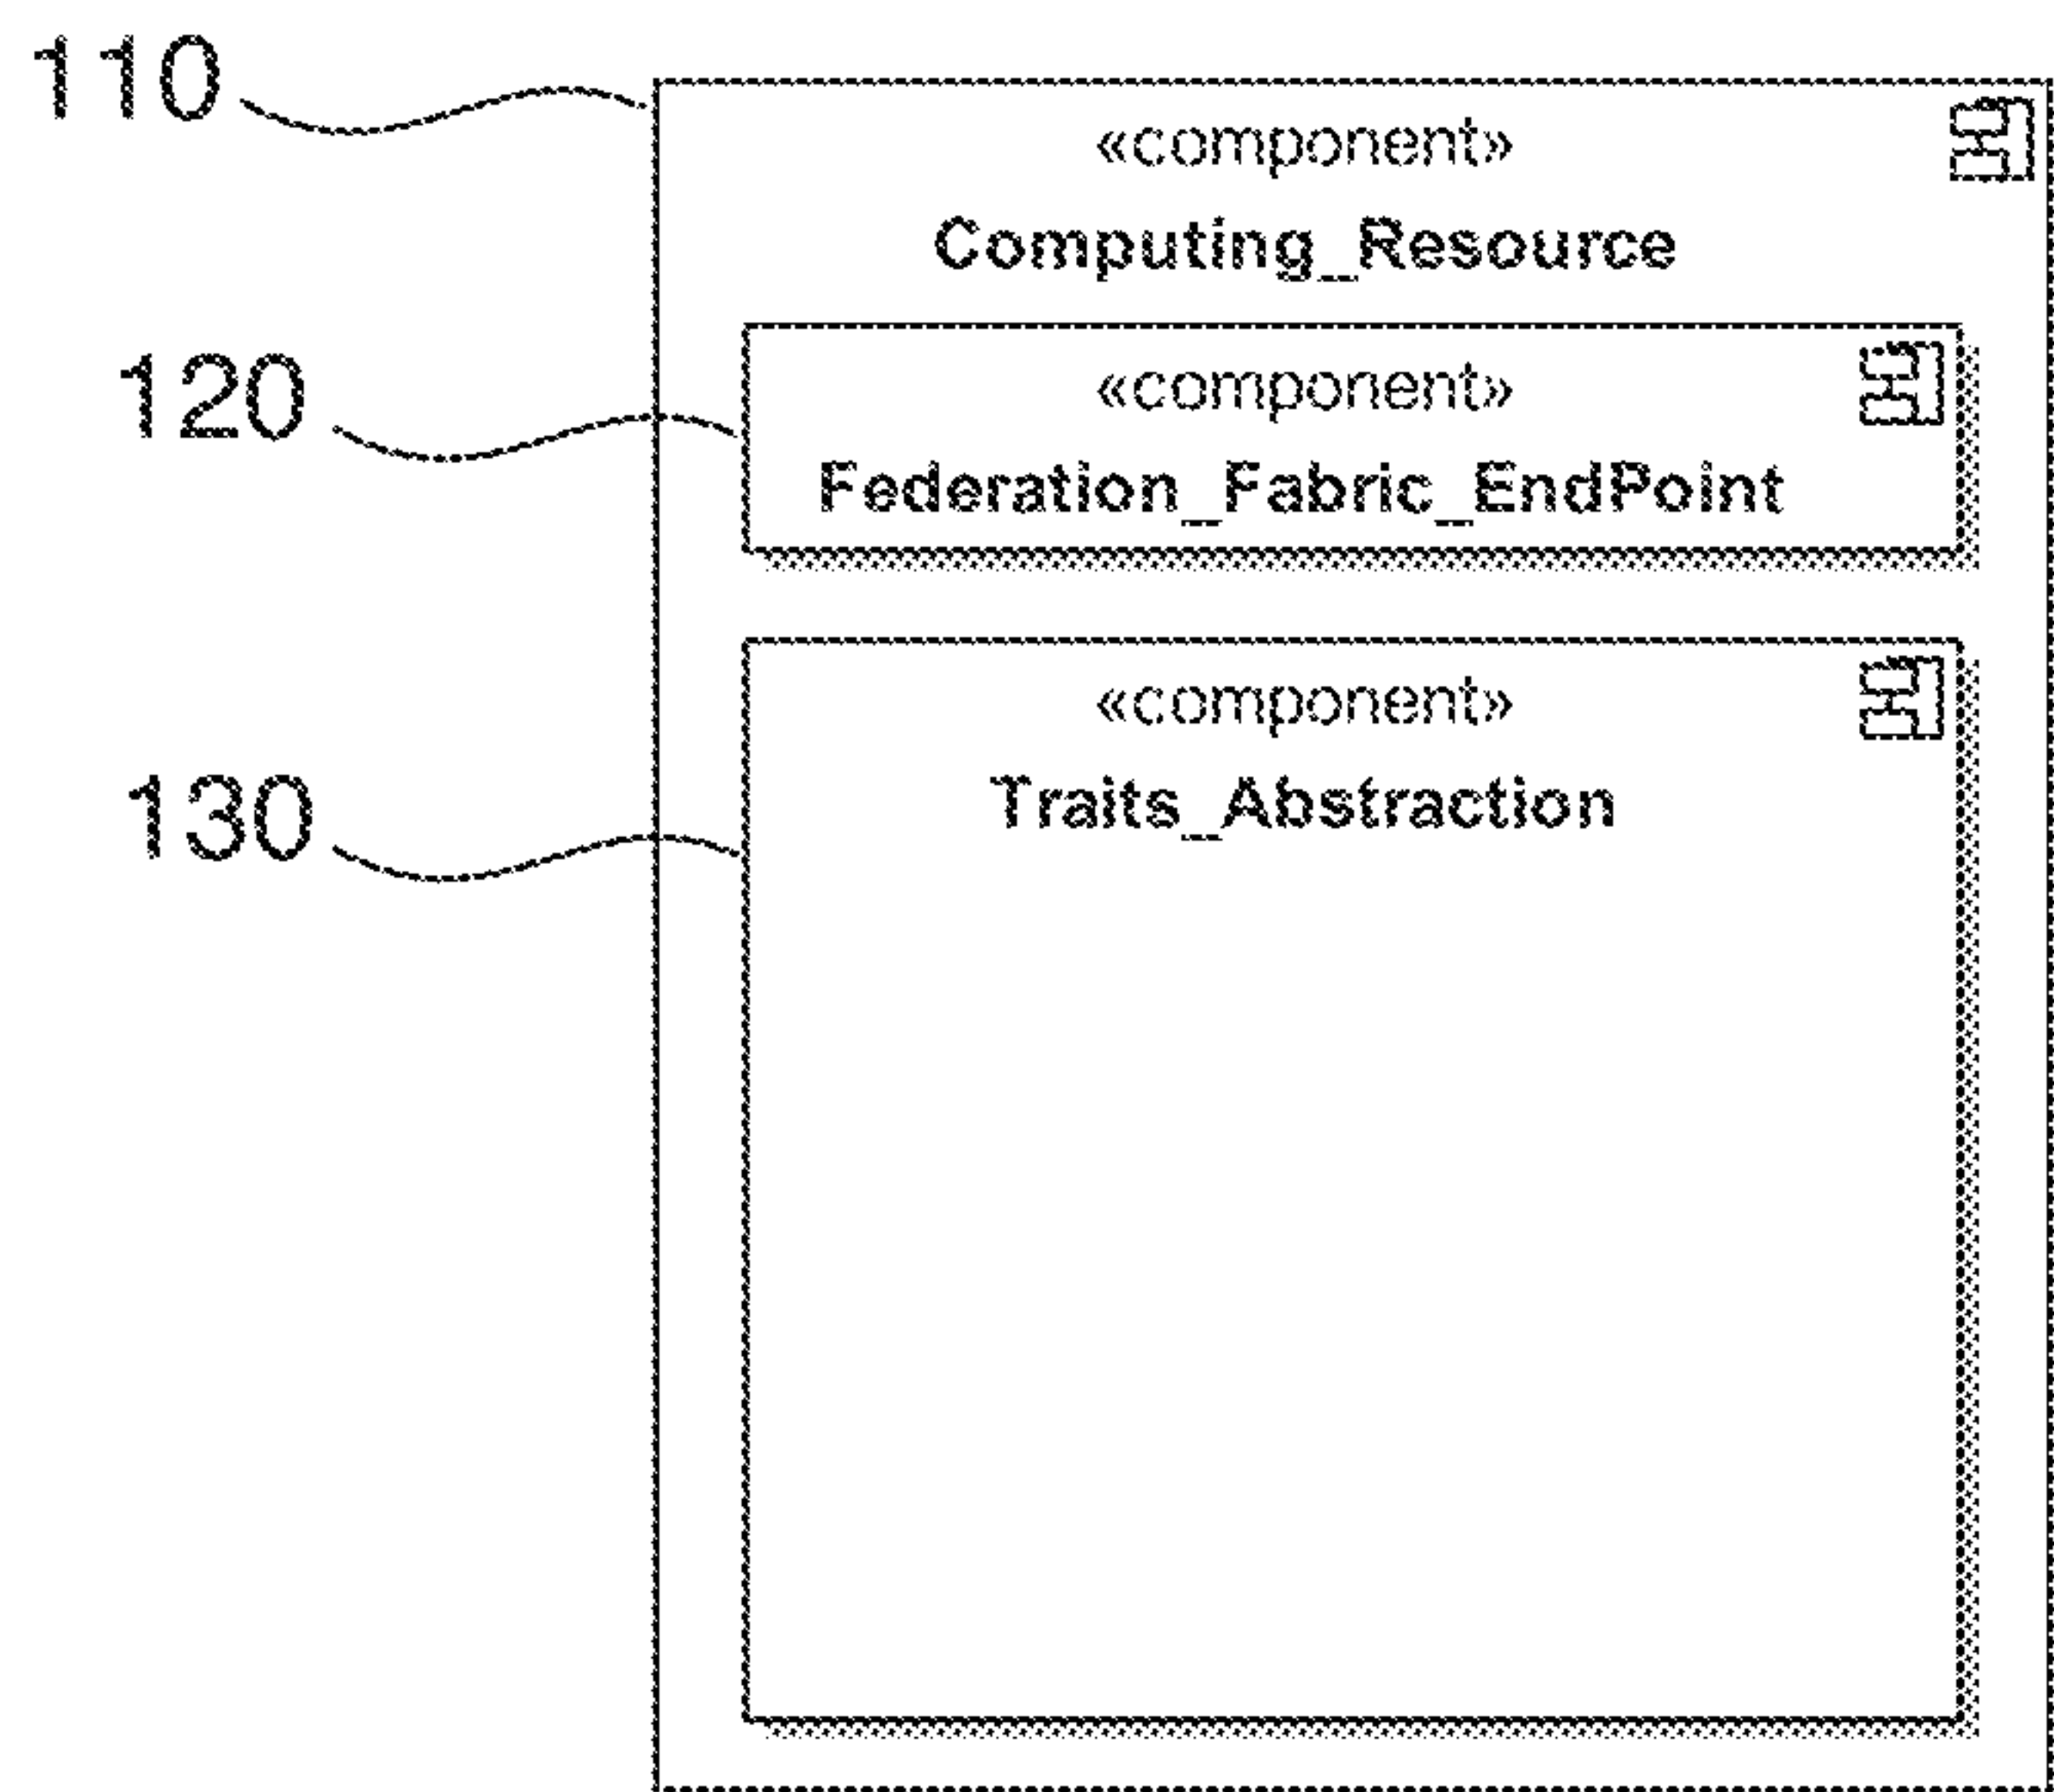 110
«component»
Computing_Resource
120
«component»
Federation_Fabric_EndPoint
130
«component»
Traits_Abstraction